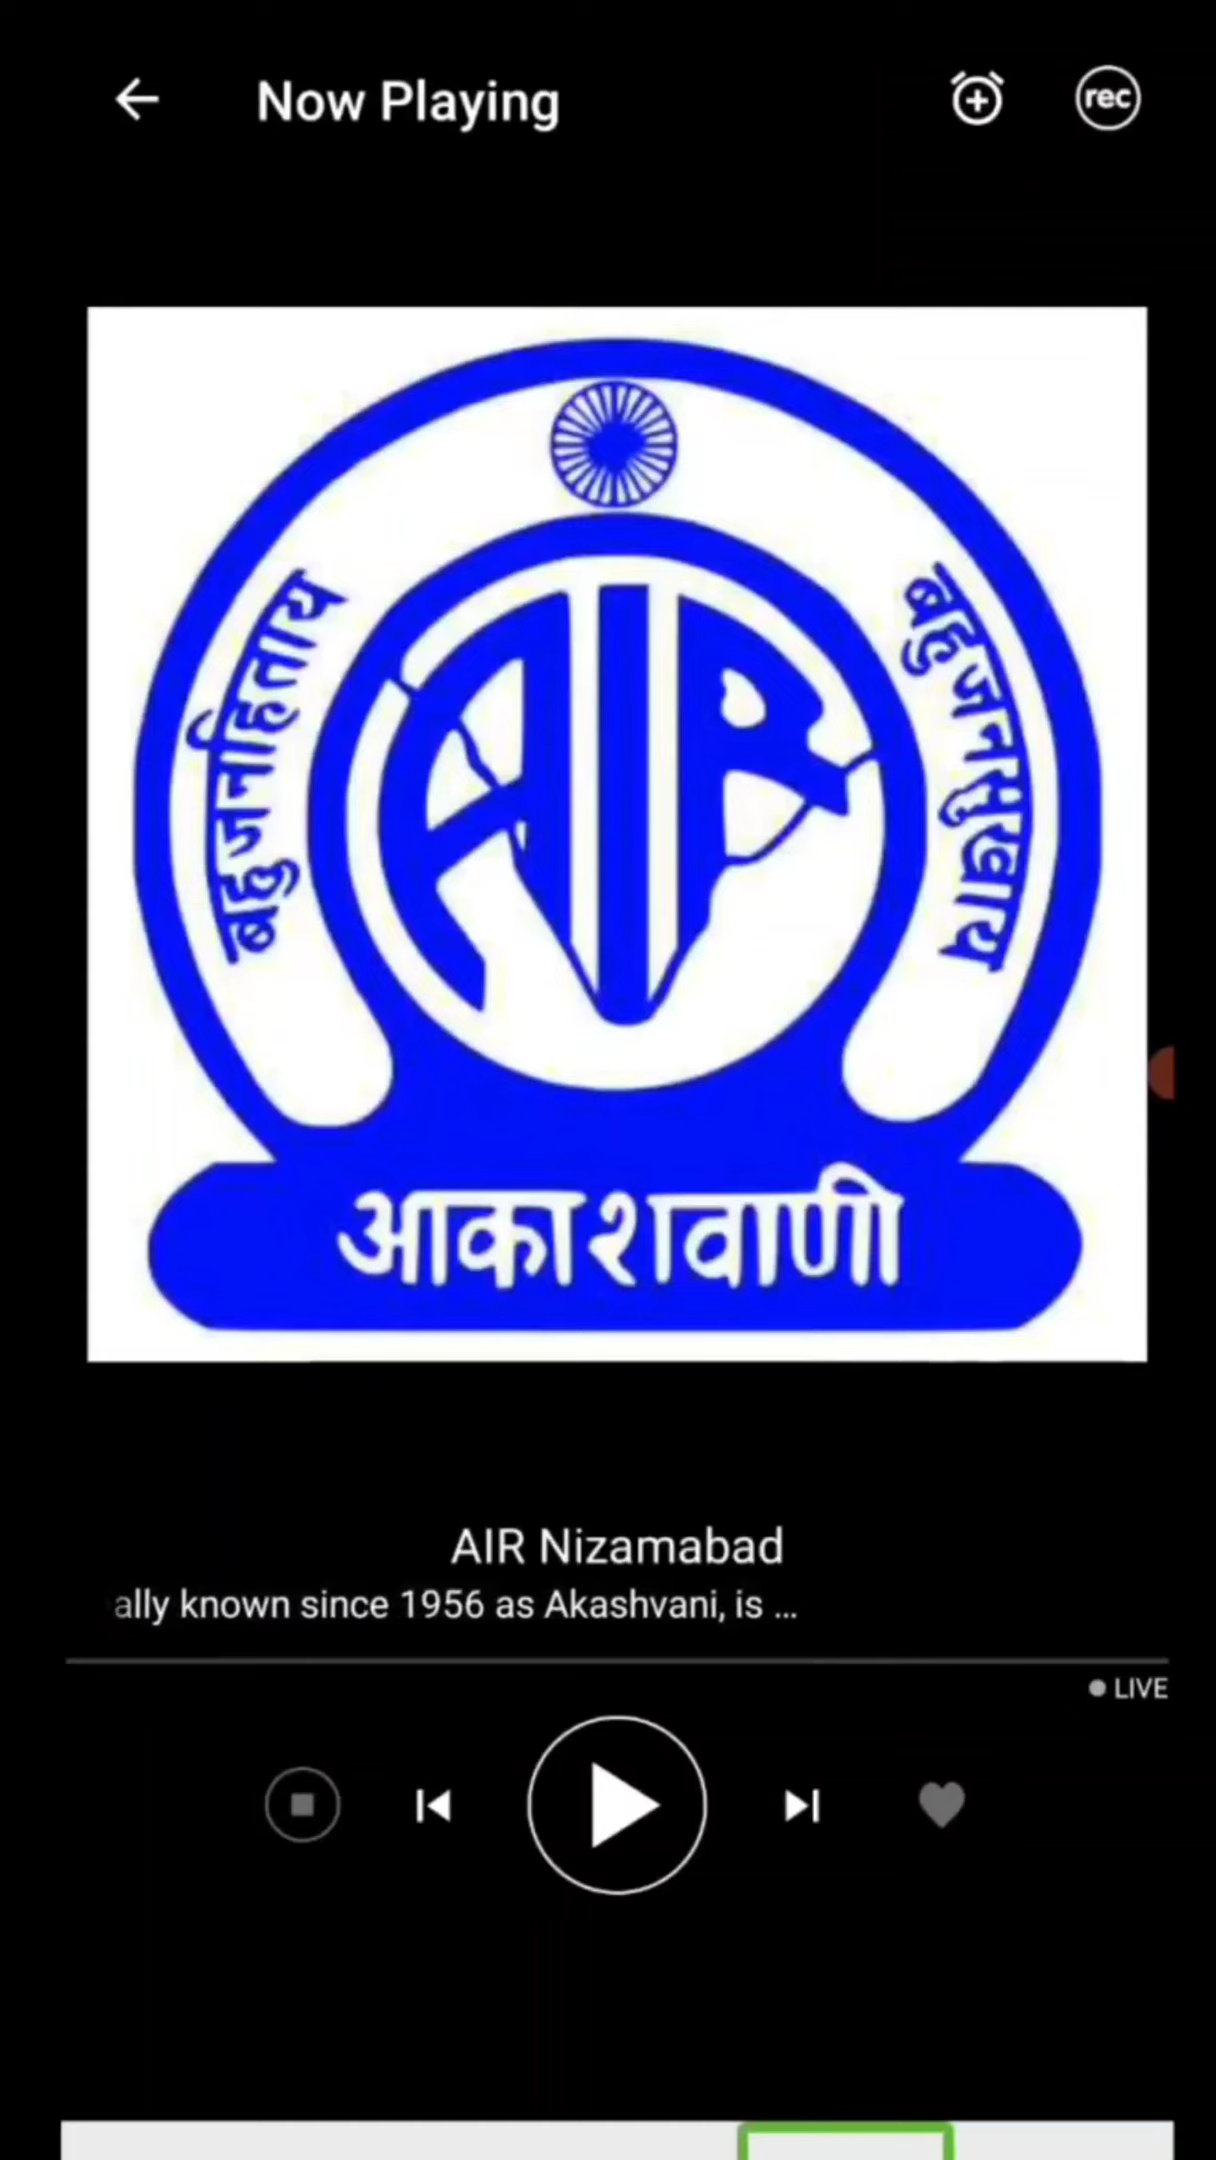 Now Playing
rec
बहुजनहिताय
बहुजनसुखाय
AIR
आकाशवाणी
AIR Nizamabad
ally known since 1956 as Akashvani, is ...
LIVE